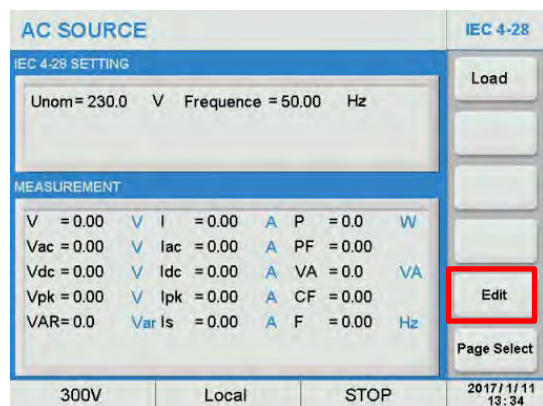 AC SOURCE
IEC 4-28
IEC 4-28 SETTING
Unom = 230.0 V Frequence = 50.00 Hz
Load
MEASUREMENT
V = 0.00 V I = 0.00 A P = 0.0 W
Vac = 0.00 V Iac = 0.00 A PF = 0.00
Vdc = 0.00 V Idc = 0.00 A VA = 0.0 VA
Vpk = 0.00 V Ipk = 0.00 A CF = 0.00
VAR= 0.0 Var Is = 0.00 A F = 0.00 Hz
Edit
Page Select
300V Local STOP 2017/1/11
13:34